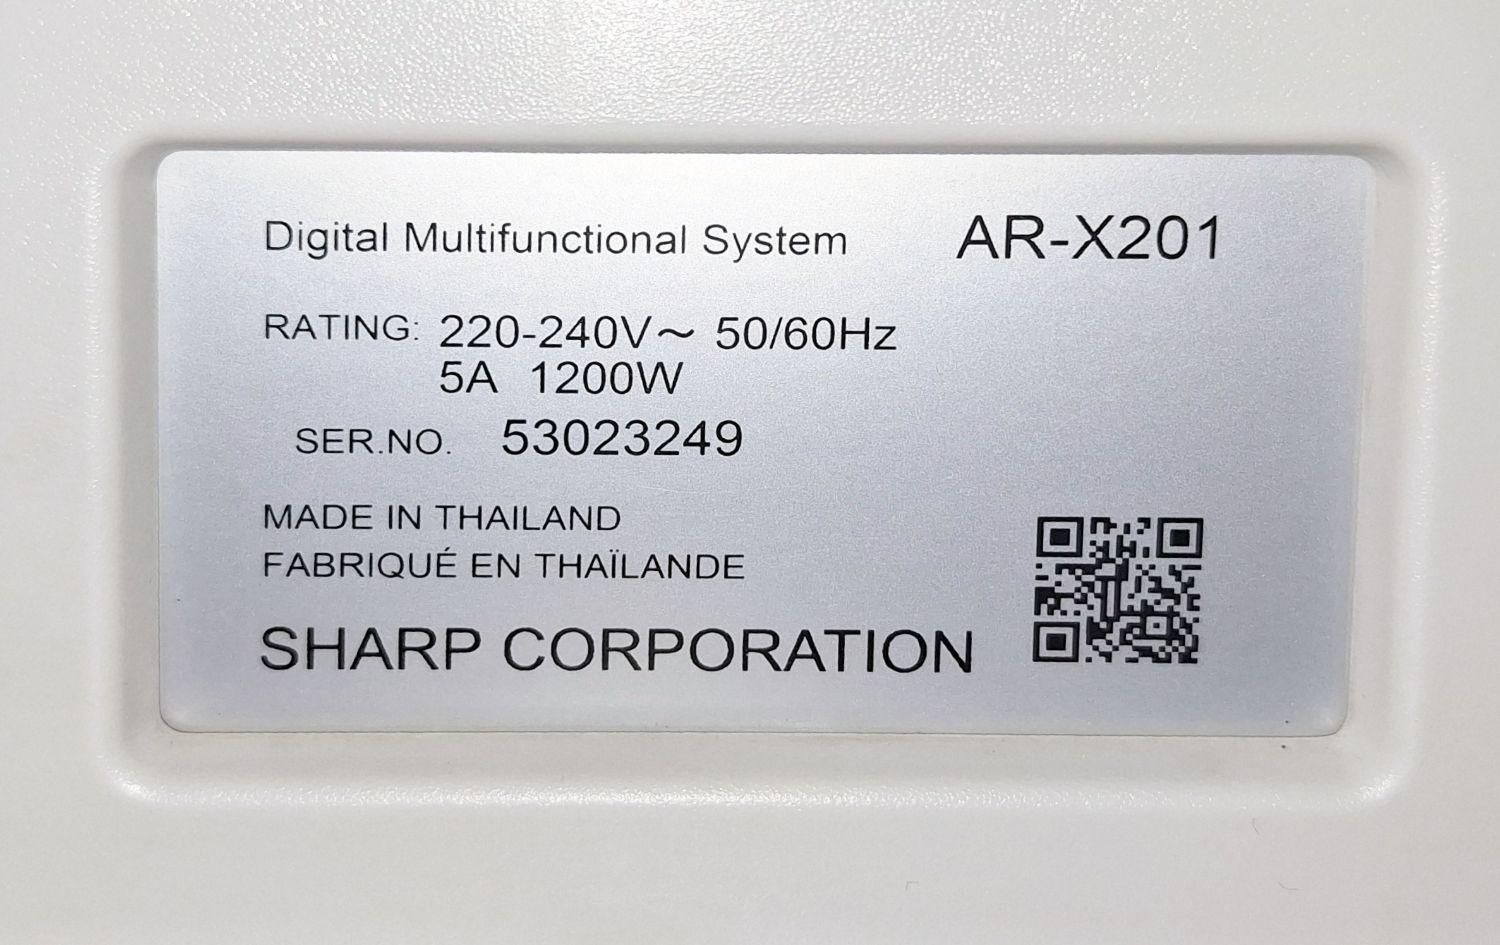 Digital Multifunctional System AR-X201
RATING: 220-240V～ 50/60Hz
5A 1200W
SER.NO. 53023249
MADE IN THAILAND
FABRIQUÉ EN THAÏLANDE
SHARP CORPORATION